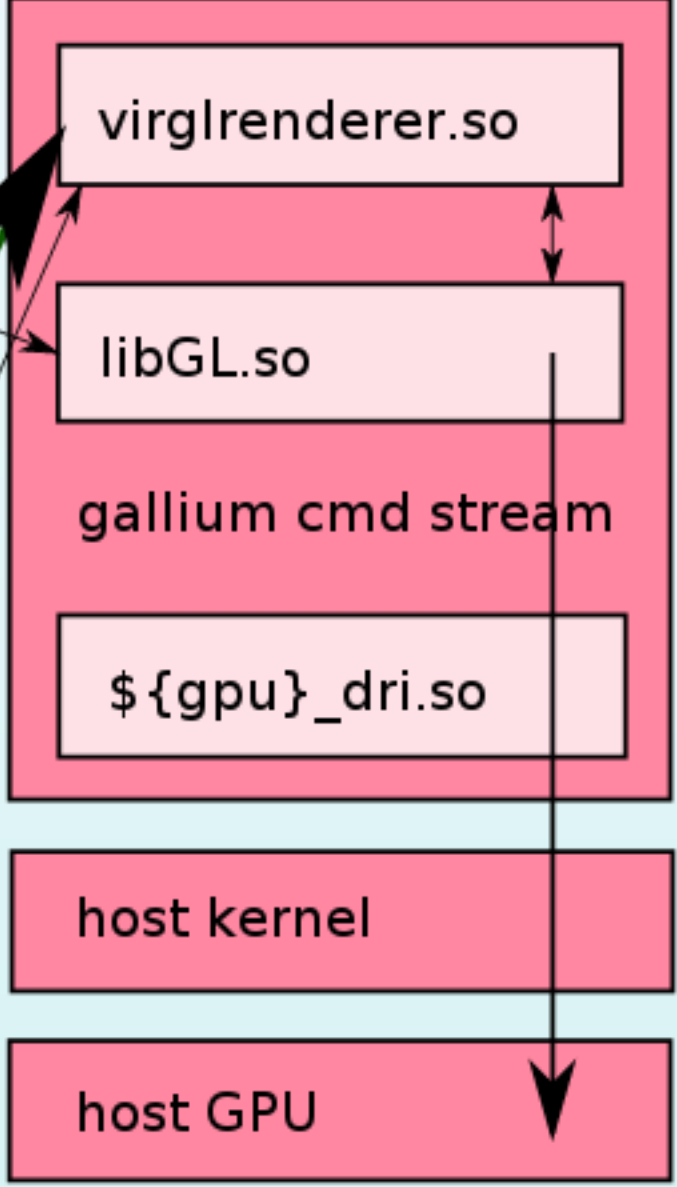 virglrenderer.so
libGL.so
gallium cmd stream
${gpu}_dri.so
host kernel
host GPU